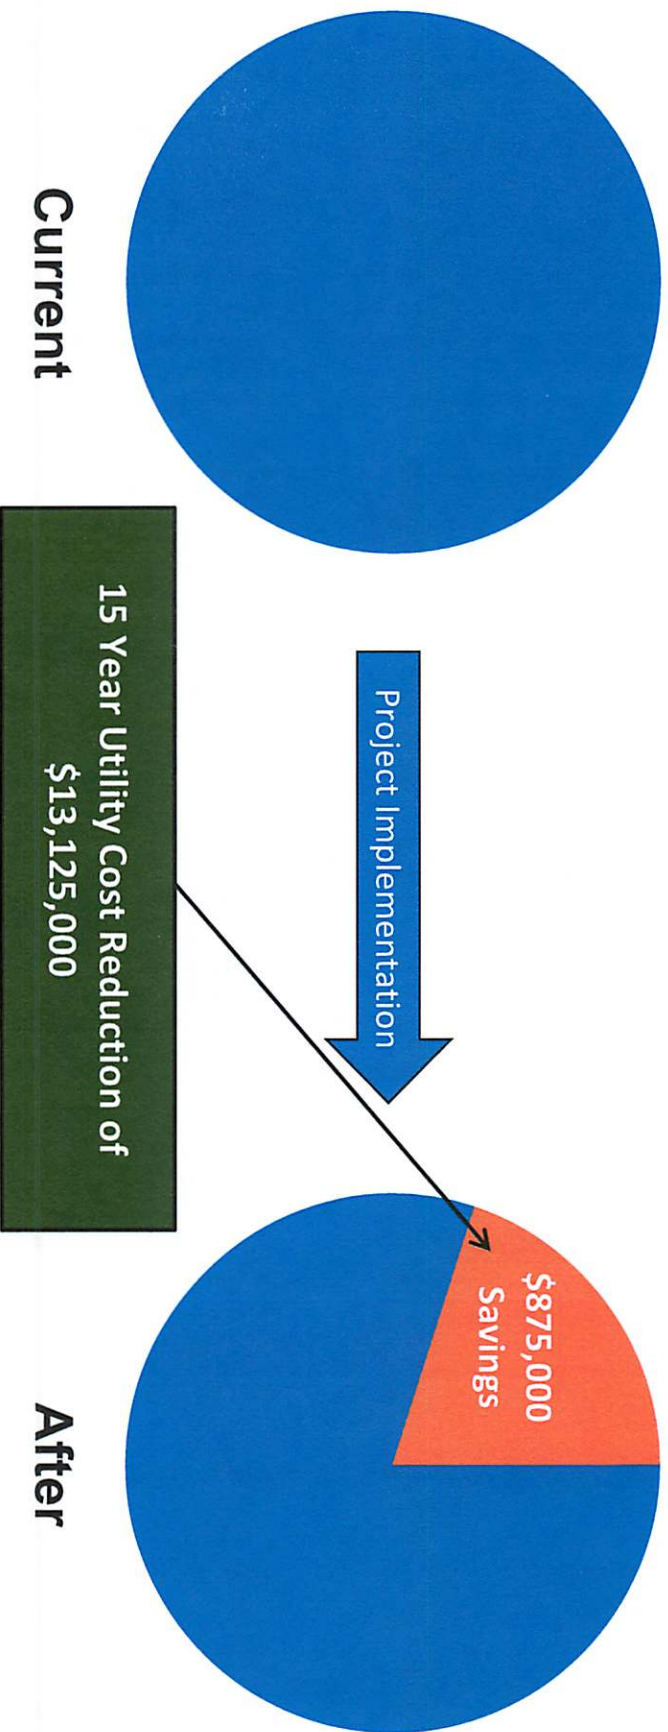 Project Implementation
$875,000
Savings
15 Year Utility Cost Reduction of
$13,125,000
Current
After